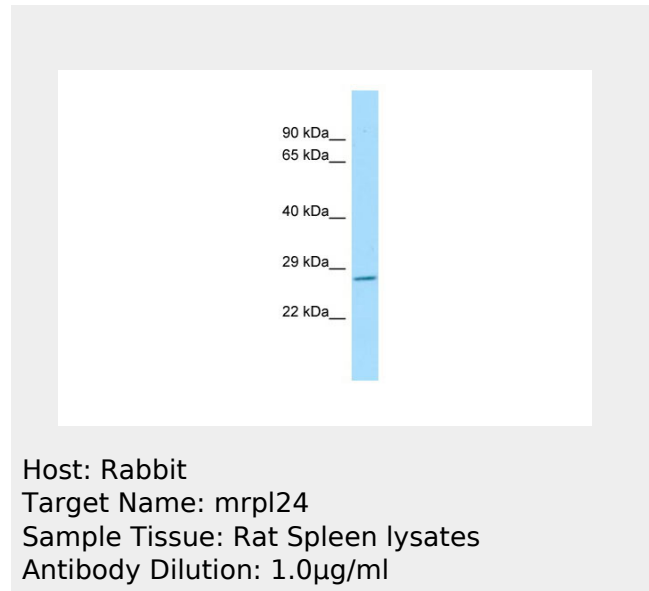 90 kDa__
65 kDa__
40 kDa__
29 kDa__
22 kDa__
Host: Rabbit
Target Name: mrpl24
Sample Tissue: Rat Spleen lysates
Antibody Dilution: 1.0µg/ml